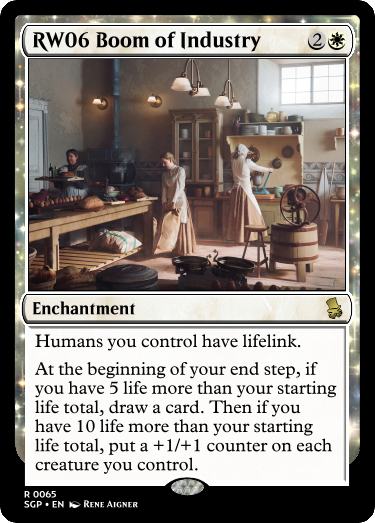 RW06 Boom of Industry 2
Enchantment
Humans you control have lifelink.
At the beginning of your end step, if
you have 5 life more than your starting
life total, draw a card. Then if you
have 10 life more than your starting
life total, put a +1/+1 counter on each
creature you control.
R 0065
SGP • EN Rene Aigner